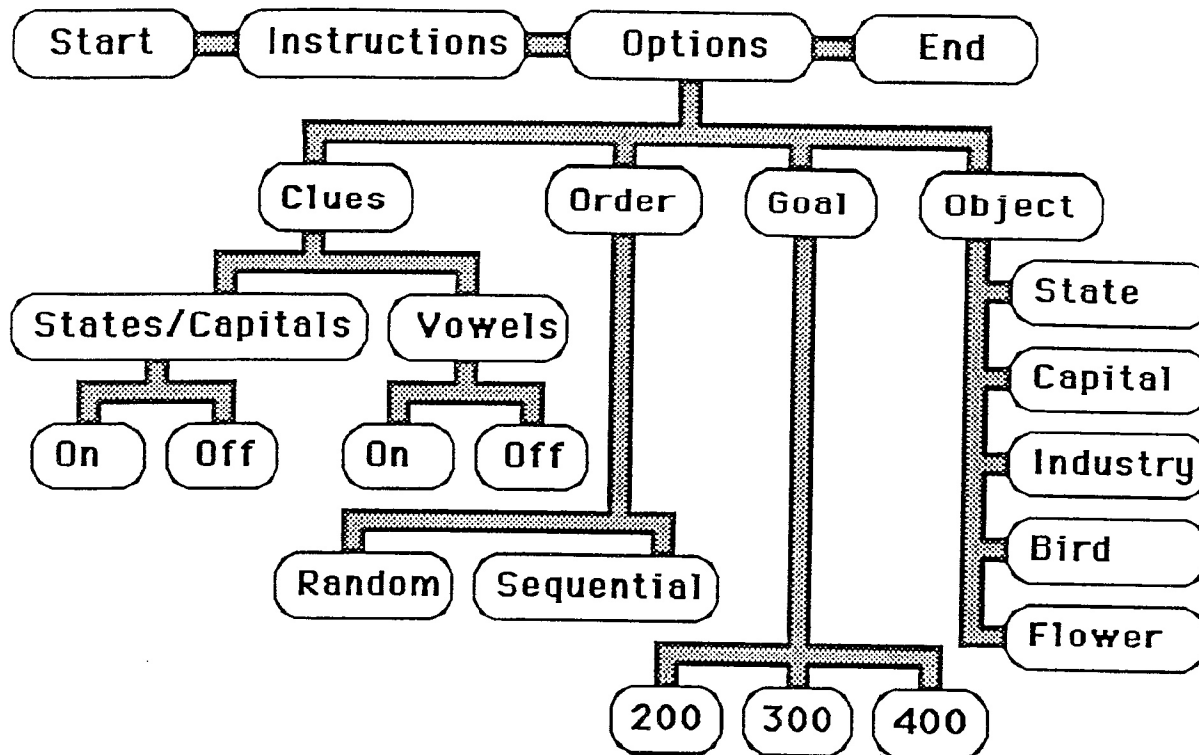 Start Instructions Options End
Clues Order Goal Object
State
States/Capitals Vowels
Capital
On Off On Off
Industry
Bird
Random Sequential
Flower
200 300 400